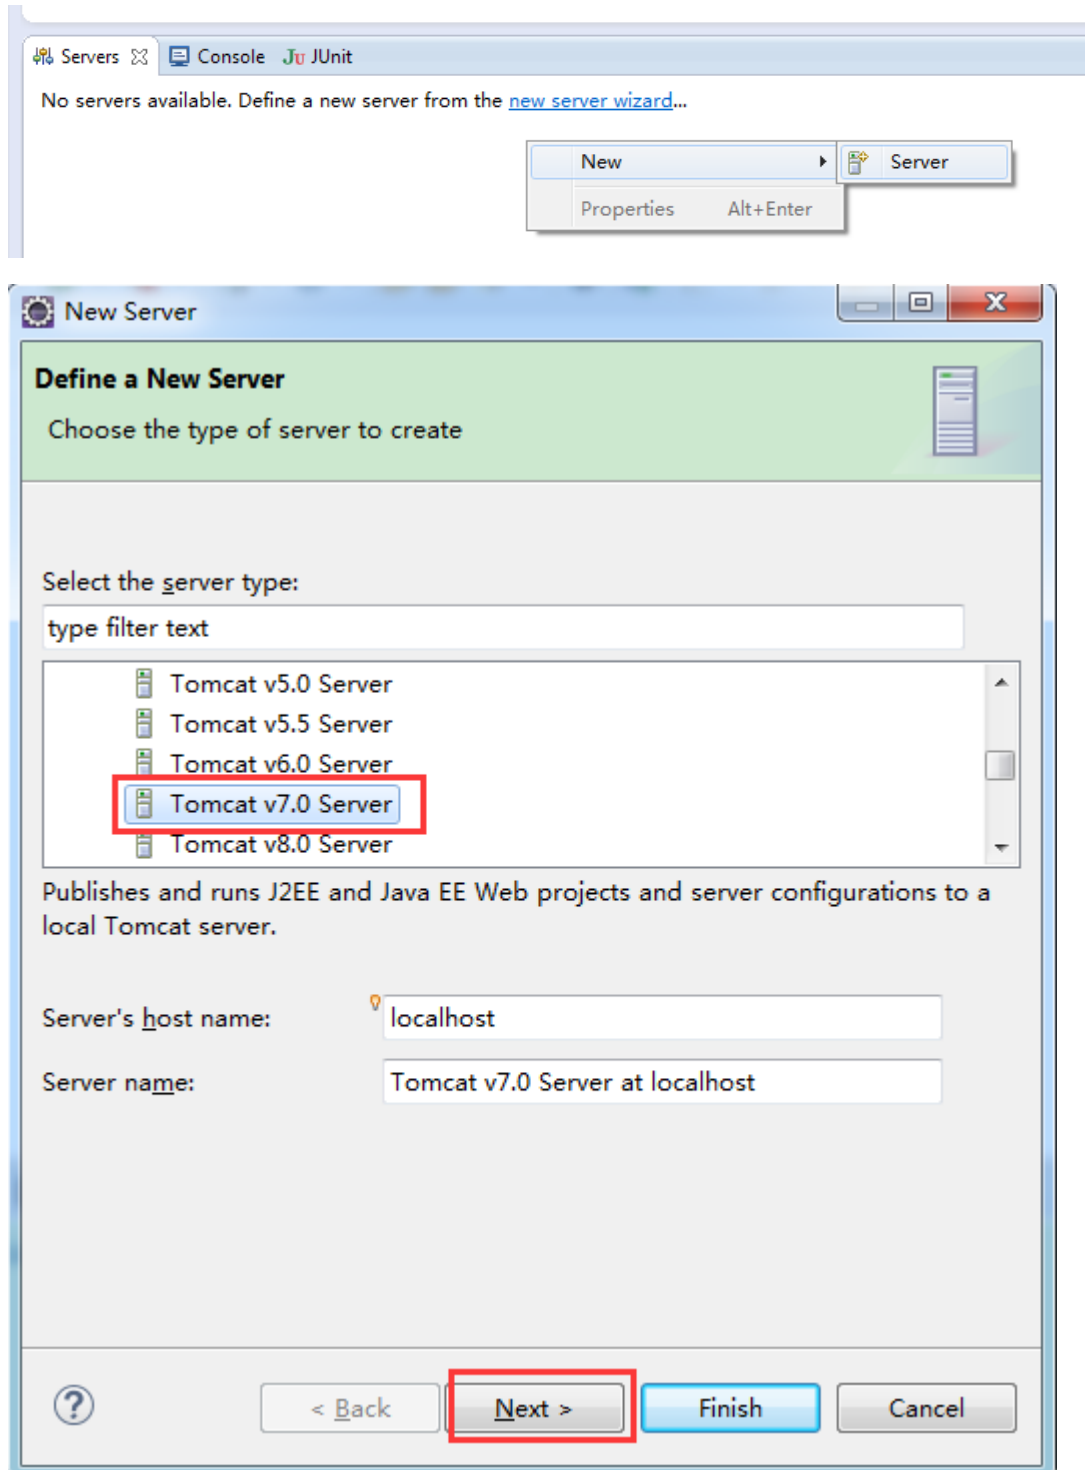 Servers Console JUnit
No servers available. Define a new server from the new server wizard...
New Server
Properties Alt+Enter
New Server
Define a New Server
Choose the type of server to create
Select the server type:
type filter text
Tomcat v5.0 Server
Tomcat v5.5 Server
Tomcat v6.0 Server
Tomcat v7.0 Server
Tomcat v8.0 Server
Publishes and runs J2EE and Java EE Web projects and server configurations to a
local Tomcat server.
Server's host name: localhost
Server name: Tomcat v7.0 Server at localhost
? < Back Next > Finish Cancel